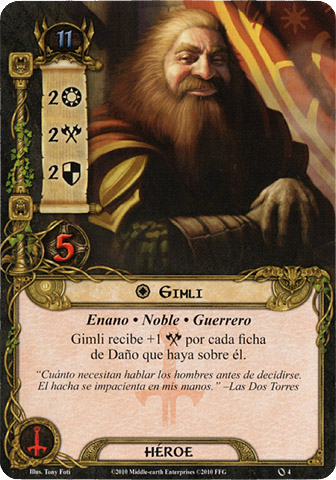 11
2
2
2
5
GIMLI
Enano • Noble • Guerrero
Gimli recibe +1 por cada ficha
de Daño que haya sobre él.
“Cuánto necesitan hablar los hombres antes de decidirse.
El hacha se impacienta en mis manos.” –Las Dos Torres
HÉROE
Illus. Tony Foti
©2010 Middle-earth Enterprises ©2010 FFG
4